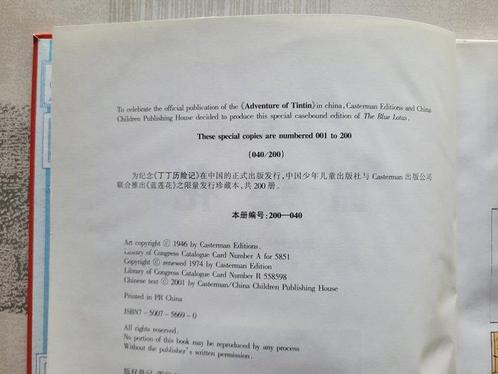 To celebrate the official publication of the 《Adventure of Tintin》in china, Casterman Editions and China
Children Publishing House decided to produce this special casebound edition of The Blue Lotus.
These special copies are numbered 001 to 200
(040/200)
为纪念《丁丁历险记》在中国的正式出版发行,中国少年儿童出版社与 Casterman 出版公司
联合推出《蓝莲花》之限量发行珍藏本,共 200 册。
本册编号:200—040
Art copyright © 1946 by Casterman Editions.
Library of Congress Catalogue Card Number A for 5851
Copyright © renewed 1974 by Casterman Edition
Library of Congress Catalogue Card Number R 558598
Chinese text © 2001 by Casterman/China Children Publishing House
Printed in PR China
ISBN7-5007-5669-0
All rights reserved.
No portion of this book may be reproduced by any process
Without the publisher's written permission.